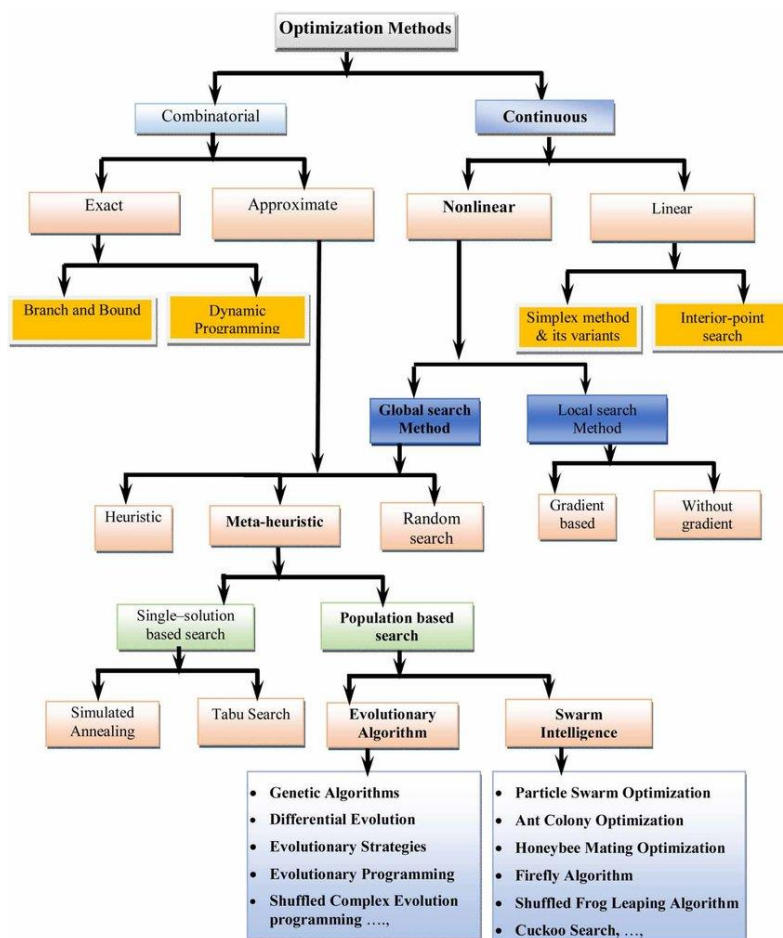 Optimization Methods
Combinatorial
Continuous
Exact
Approximate
Nonlinear
Linear
Branch and Bound
Dynamic
Programming
Simplex method
& its variants
Interior-point
search
Global search
Method
Local search
Method
Heuristic
Meta-heuristic
Random
search
Gradient
based
Without
gradient
Single–solution
based search
Population based
search
Simulated
Annealing
Tabu Search
Evolutionary
Algorithm
Swarm
Intelligence
• Genetic Algorithms
• Differential Evolution
• Evolutionary Strategies
• Evolutionary Programming
• Shuffled Complex Evolution
programming ….,
• Particle Swarm Optimization
• Ant Colony Optimization
• Honeybee Mating Optimization
• Firefly Algorithm
• Shuffled Frog Leaping Algorithm
• Cuckoo Search, …,